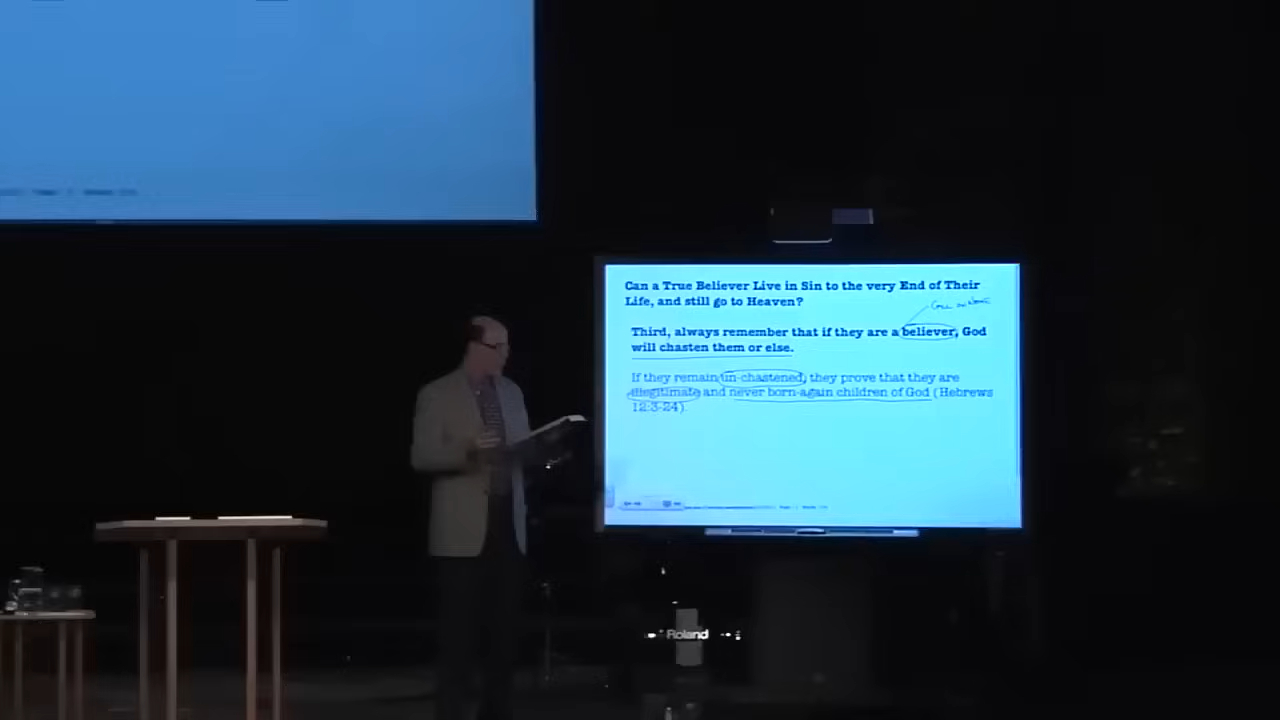 Can a True Believer Live in Sin to the very End of Their
Life, and still go to Heaven?
Third, always remember that if they are a believer, God
will chasten them or else.
If they remain un-chastened, they prove that they are
illegitimate and never born-again children of God (Hebrews
12:3-24)
Roland